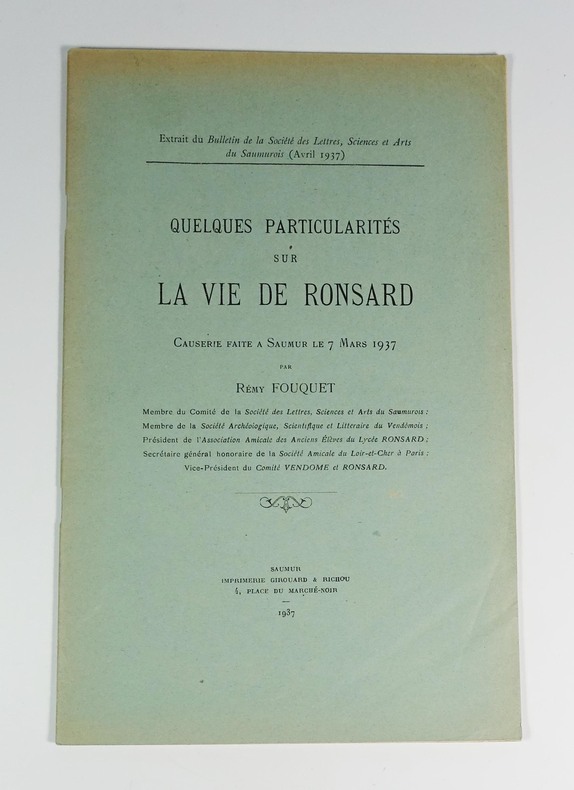 Extrait du Bulletin de la Société des Lettres, Sciences et Arts
du Saumurois (Avril 1937)
QUELQUES PARTICULARITÉS
SUR
LA VIE DE RONSARD
CAUSERIE FAITE A SAUMUR LE 7 MARS 1937
PAR
RÉMY FOUQUET
Membre du Comité de la Société des Lettres, Sciences et Arts du Saumurois ;
Membre de la Société Archéologique, Scientifique et Litteraire du Vendômois ;
Président de l'Association Amicale des Anciens Élèves du Lycée RONSARD ;
Secrétaire général honoraire de la Société Amicale du Loir-et-Cher à Paris ;
Vice-Président du Comité VENDOME et RONSARD.
SAUMUR
IMPRIMERIE GIROUARD & RICHOU
4, PLACE DU MARCHÉ-NOIR
1937